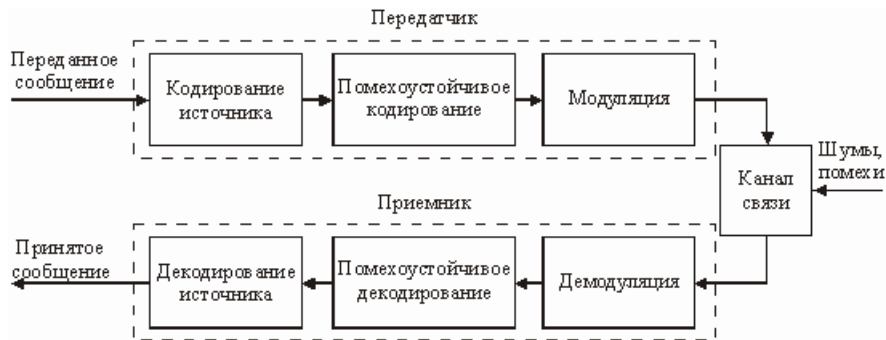 Передатчик
Переданное
сообщение
Кодирование
источника
Помехоустойчивое
кодирование
Модуляция
Шумы,
помехи
Канал
связи
Приемник
Принятое
сообщение
Декодирование
источника
Помехоустойчивое
декодирование
Демодуляция